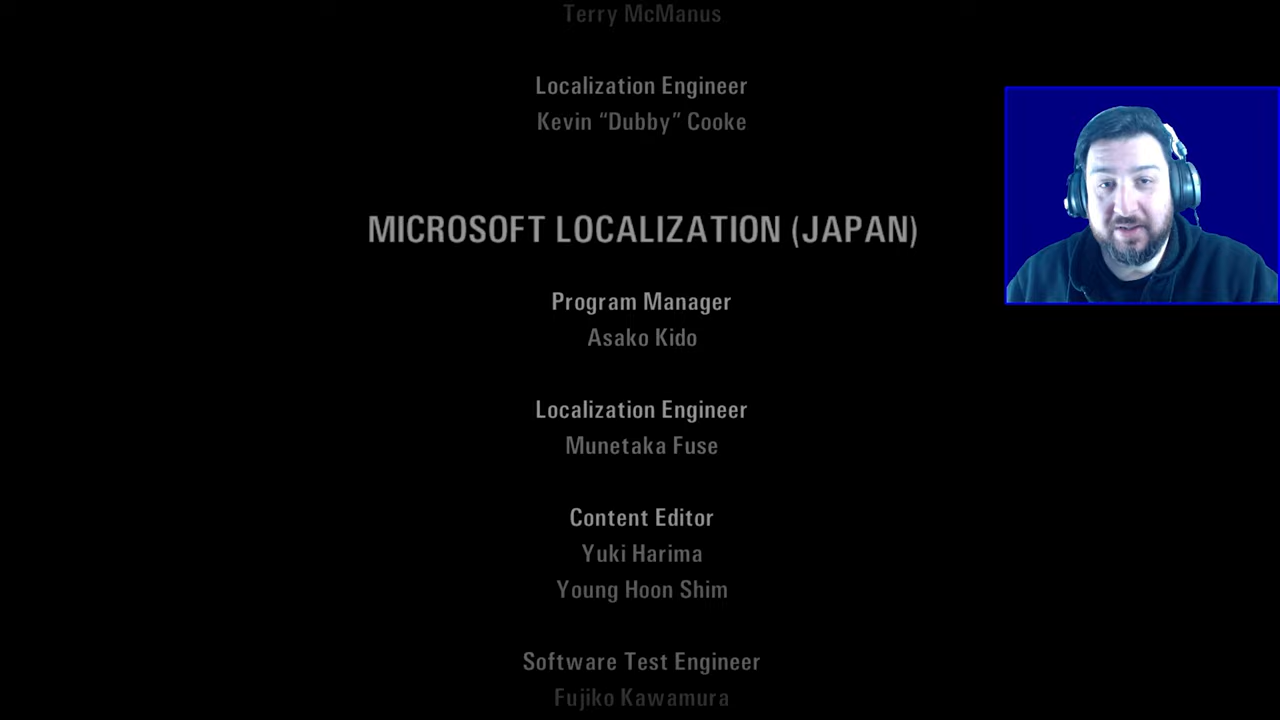 Terry McManus
Localization Engineer
Kevin “Dubby” Cooke
MICROSOFT LOCALIZATION (JAPAN)
Program Manager
Asako Kido
Localization Engineer
Munetaka Fuse
Content Editor
Yuki Harima
Young Hoon Shim
Software Test Engineer
Fujiko Kawamura